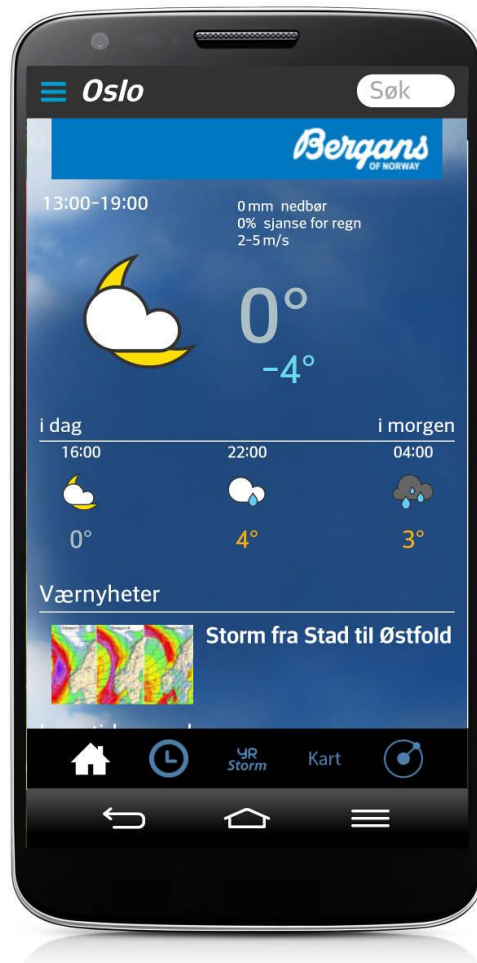 Oslo
Søk
Bergans
OF NORWAY
13:00-19:00
0 mm nedbør
0% sjanse for regn
2-5 m/s
0°
-4°
i dag
i morgen
16:00
22:00
04:00
0°
4°
3°
Værnyheter
Storm fra Stad til Østfold
YR
Storm
Kart